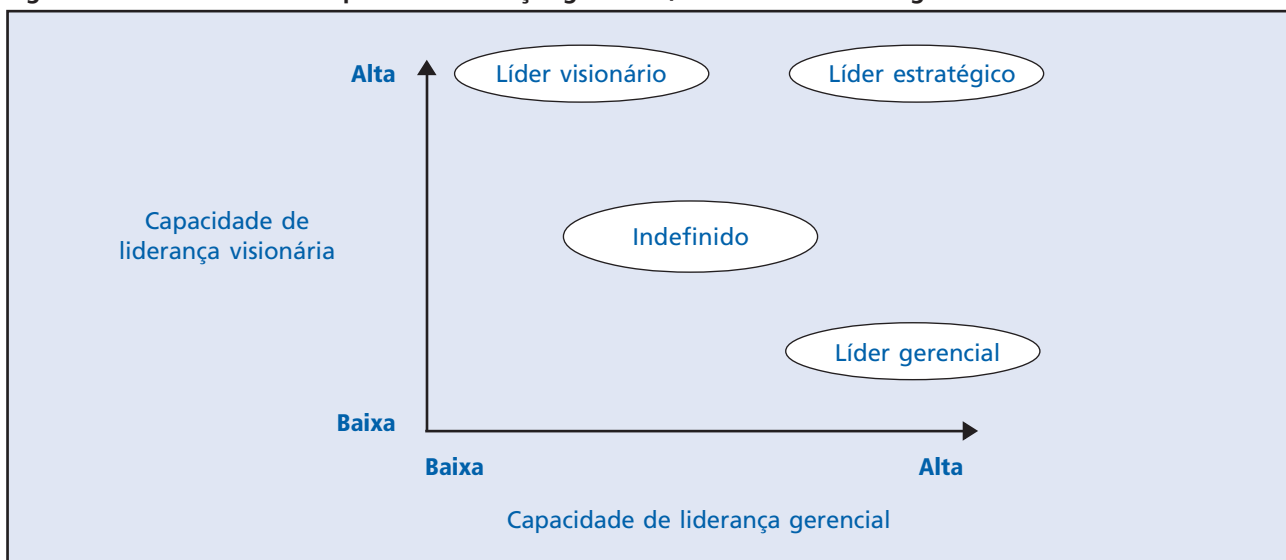 Alta
Líder visionário
Líder estratégico
Capacidade de
liderança visionária
Indefinido
Líder gerencial
Baixa
Baixa
Alta
Capacidade de liderança gerencial